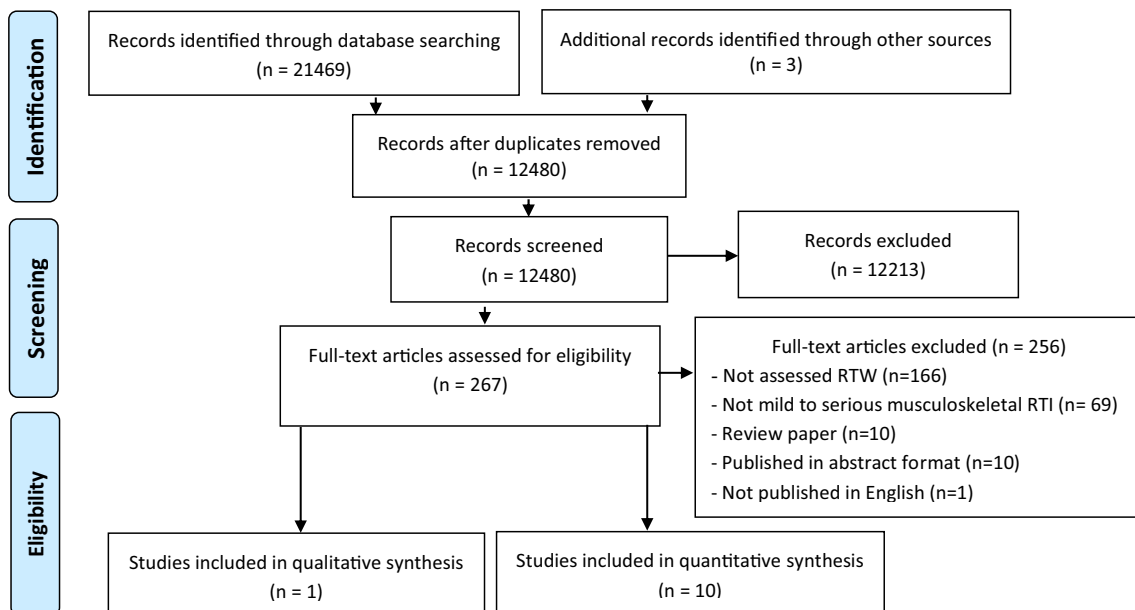 Identification
Records identified through database searching
(n = 21469)
Additional records identified through other sources
(n = 3)
Records after duplicates removed
(n = 12480)
Screening
Records screened
(n = 12480)
Records excluded
(n = 12213)
Full-text articles assessed for eligibility
(n = 267)
Full-text articles excluded (n = 256)
- Not assessed RTW (n=166)
- Not mild to serious musculoskeletal RTI (n= 69)
- Review paper (n=10)
- Published in abstract format (n=10)
- Not published in English (n=1)
Eligibility
Studies included in qualitative synthesis
(n = 1)
Studies included in quantitative synthesis
(n = 10)